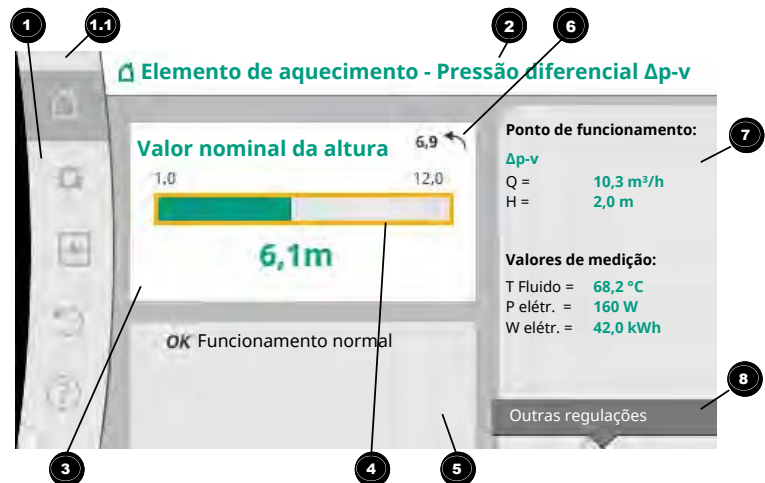 1
1.1
2
6
Elemento de aquecimento - Pressão diferencial Δp-v
Valor nominal da altura
6,9
1,0
12,0
6,1m
OK Funcionamento normal
Ponto de funcionamento:
7
Δp-v
Q = 10,3 m³/h
H = 2,0 m
Valores de medição:
T Fluido = 68,2 °C
P elétr. = 160 W
W elétr. = 42,0 kWh
8
Outras regulações
3
4
5